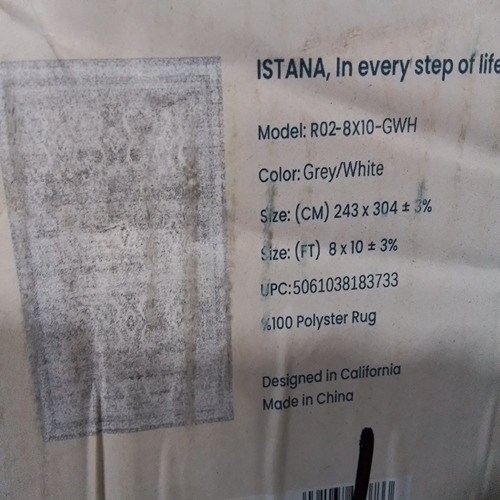 ISTANA, In every step of life
Model: R02-8X10-GWH
Color: Grey/White
Size: (CM) 243 x 304 ± 3%
Size: (FT) 8 x 10 ± 3%
UPC:5061038183733
%100 Polyster Rug
Designed in California
Made in China